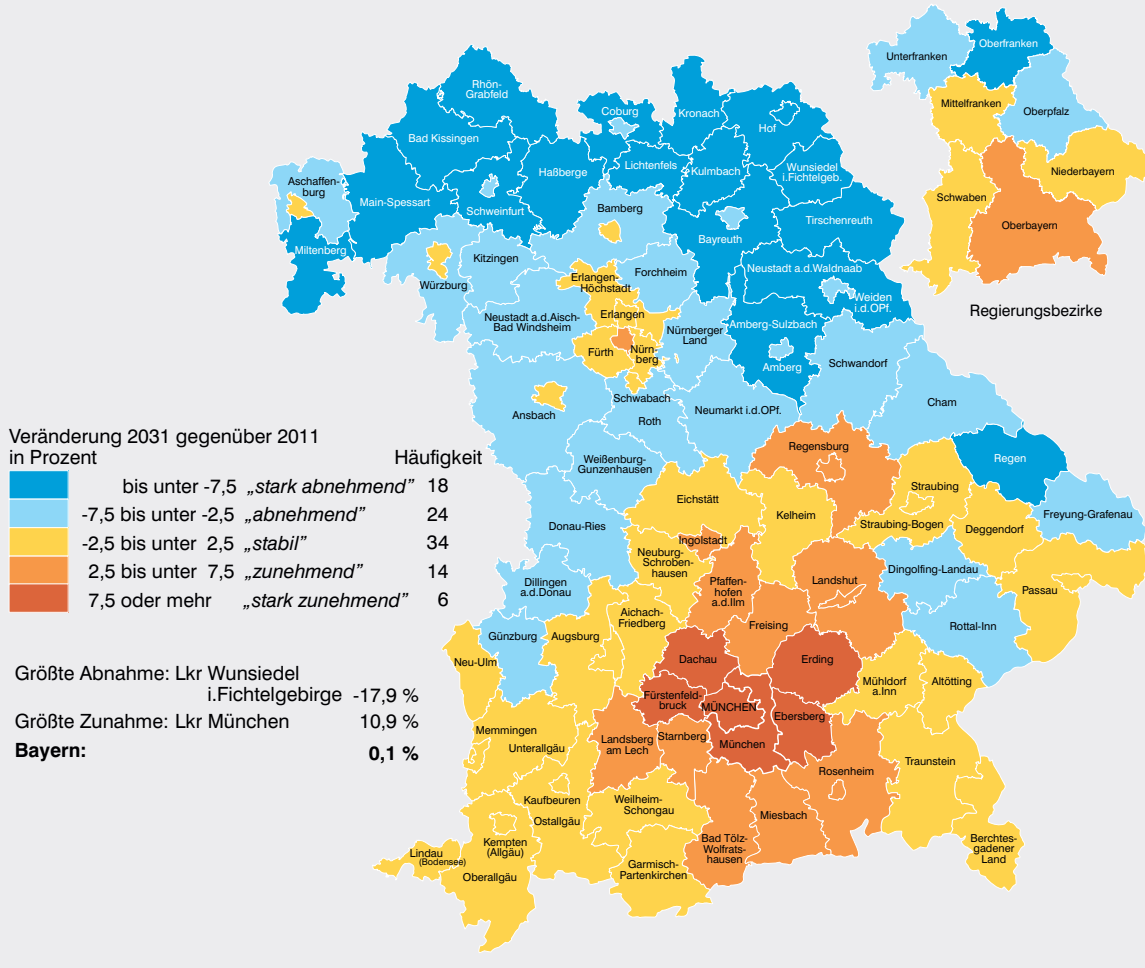 Unterfranken
Oberfranken
Mittelfranken
Oberpfalz
Niederbayern
Schwaben
Oberbayern
Regierungsbezirke
Rhön-
Grabfeld
Coburg
Kronach
Hof
Bad Kissingen
Lichtenfels
Kulmbach
Wunsiedel
i.Fichtelgeb.
Haßberge
Aschaffen-
burg
Main-Spessart
Schweinfurt
Bamberg
Tirschenreuth
Bayreuth
Miltenberg
Kitzingen
Würzburg
Forchheim
Neustadt a.d.Waldnaab
Erlangen-
Höchstadt
Weiden
i.d.OPf.
Neustadt a.d.Aisch-
Bad Windsheim
Erlangen
Nürnberger
Land
Amberg-Sulzbach
Fürth
Nürn-
berg
Amberg
Schwandorf
Schwabach
Roth
Neumarkt i.d.OPf.
Cham
Ansbach
Regensburg
Regen
Weißenburg-
Gunzenhausen
Straubing
Eichstätt
Kelheim
Freyung-Grafenau
Straubing-Bogen
Deggendorf
Donau-Ries
Ingolstadt
Neuburg-
Schroben-
hausen
Dingolfing-Landau
Dillingen
a.d.Donau
Pfaffen-
hofen
a.d.Ilm
Landshut
Passau
Aichach-
Friedberg
Freising
Rottal-Inn
Günzburg
Augsburg
Neu-Ulm
Dachau
Erding
Mühldorf
a.Inn
Altötting
Fürstenfeld-
bruck
MÜNCHEN
Ebersberg
Memmingen
Unterallgäu
Landsberg
am Lech
Starnberg
München
Rosenheim
Traunstein
Kaufbeuren
Ostallgäu
Weilheim-
Schongau
Miesbach
Bad Tölz-
Wolfrats-
hausen
Kempten
(Allgäu)
Berchtes-
gadener
Land
Lindau
(Bodensee)
Oberallgäu
Garmisch-
Partenkirchen
Veränderung 2031 gegenüber 2011
in Prozent Häufigkeit
bis unter -7,5 „stark abnehmend” 18
-7,5 bis unter -2,5 „abnehmend” 24
-2,5 bis unter 2,5 „stabil” 34
2,5 bis unter 7,5 „zunehmend” 14
7,5 oder mehr „stark zunehmend” 6
Größte Abnahme: Lkr Wunsiedel
i.Fichtelgebirge -17,9 %
Größte Zunahme: Lkr München 10,9 %
Bayern: 0,1 %